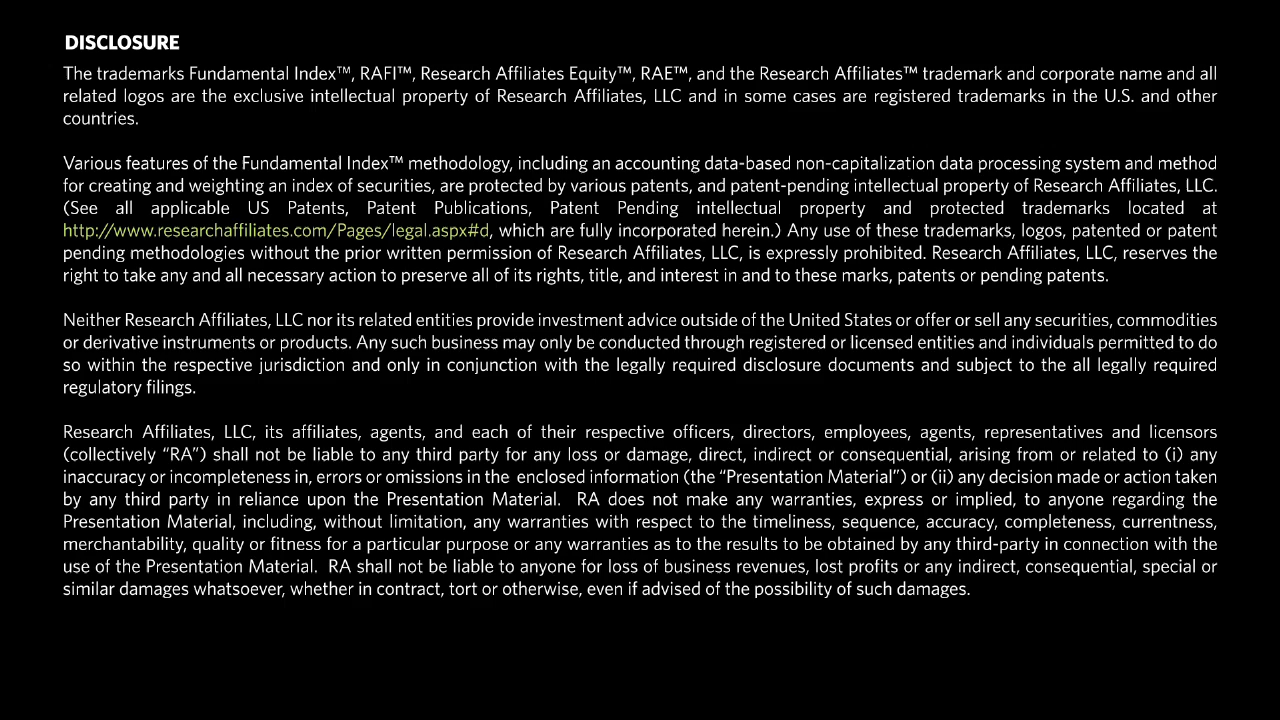 DISCLOSURE
The trademarks Fundamental Index™, RAFI™, Research Affiliates Equity™, RAE™, and the Research Affiliates™ trademark and corporate name and all
related logos are the exclusive intellectual property of Research Affiliates, LLC and in some cases are registered trademarks in the U.S. and other
countries.
Various features of the Fundamental Index™ methodology, including an accounting data-based non-capitalization data processing system and method
for creating and weighting an index of securities, are protected by various patents, and patent-pending intellectual property of Research Affiliates, LLC.
(See all applicable US Patents, Patent Publications, Patent Pending intellectual property and protected trademarks located at
http://www.researchaffiliates.com/Pages/legal.aspx#d, which are fully incorporated herein.) Any use of these trademarks, logos, patented or patent
pending methodologies without the prior written permission of Research Affiliates, LLC, is expressly prohibited. Research Affiliates, LLC, reserves the
right to take any and all necessary action to preserve all of its rights, title, and interest in and to these marks, patents or pending patents.
Neither Research Affiliates, LLC nor its related entities provide investment advice outside of the United States or offer or sell any securities, commodities
or derivative instruments or products. Any such business may only be conducted through registered or licensed entities and individuals permitted to do
so within the respective jurisdiction and only in conjunction with the legally required disclosure documents and subject to the all legally required
regulatory filings.
Research Affiliates, LLC, its affiliates, agents, and each of their respective officers, directors, employees, agents, representatives and licensors
(collectively “RA”) shall not be liable to any third party for any loss or damage, direct, indirect or consequential, arising from or related to (i) any
inaccuracy or incompleteness in, errors or omissions in the enclosed information (the “Presentation Material”) or (ii) any decision made or action taken
by any third party in reliance upon the Presentation Material. RA does not make any warranties, express or implied, to anyone regarding the
Presentation Material, including, without limitation, any warranties with respect to the timeliness, sequence, accuracy, completeness, currentness,
merchantability, quality or fitness for a particular purpose or any warranties as to the results to be obtained by any third-party in connection with the
use of the Presentation Material. RA shall not be liable to anyone for loss of business revenues, lost profits or any indirect, consequential, special or
similar damages whatsoever, whether in contract, tort or otherwise, even if advised of the possibility of such damages.